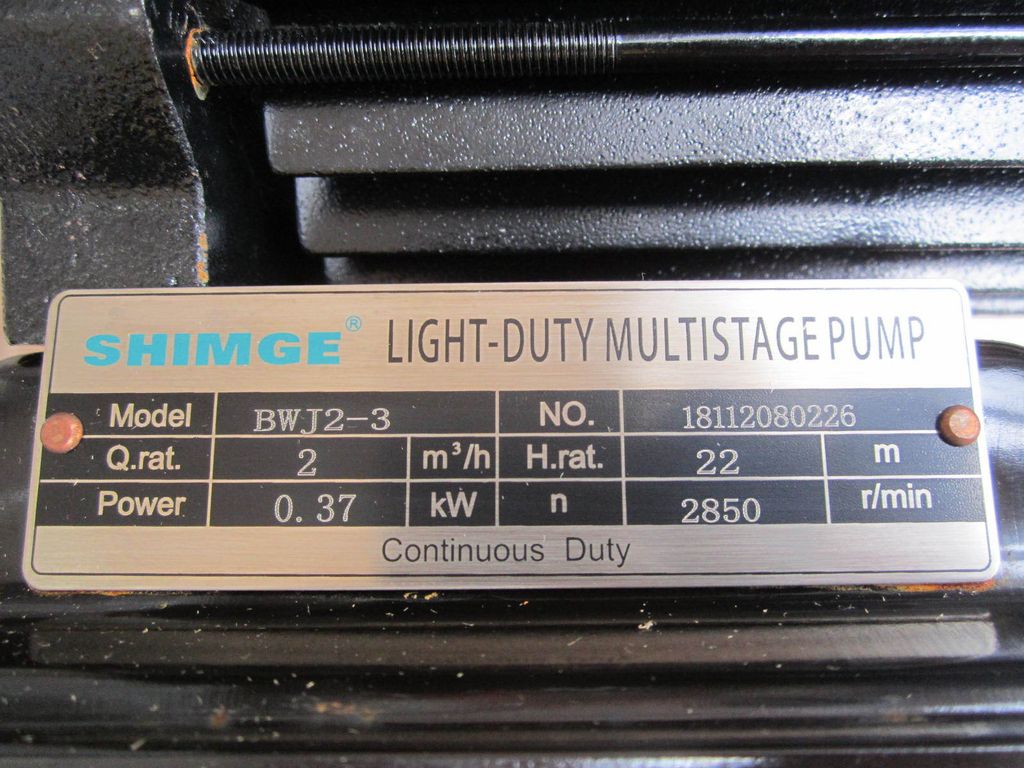 SHIMGE® LIGHT-DUTY MULTISTAGE PUMP
Model BWJ2-3 NO. 18112080226
Q.rat. 2 m³/h H.rat. 22 m
Power 0.37 kW n 2850 r/min
Continuous Duty